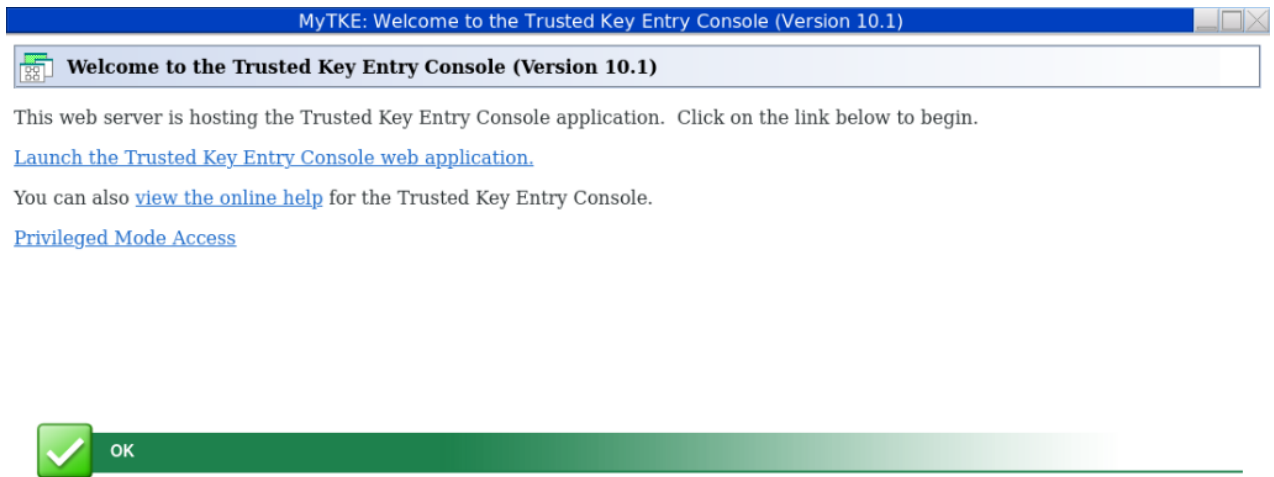 MyTKE: Welcome to the Trusted Key Entry Console (Version 10.1)
Welcome to the Trusted Key Entry Console (Version 10.1)
This web server is hosting the Trusted Key Entry Console application.  Click on the link below to begin.
Launch the Trusted Key Entry Console web application.
You can also view the online help for the Trusted Key Entry Console.
Privileged Mode Access
OK